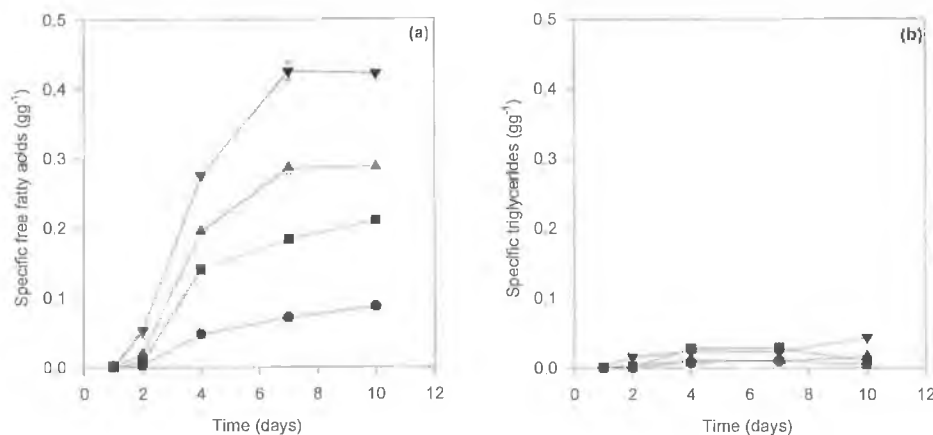 0.5
(a)
0.4
0.3
0.2
0.1
0.0
0 2 4 6 8 10 12
Time (days)
Specific free fatty adds (gg⁻¹)
0.5
(b)
0.4
0.3
0.2
0.1
0.0
0 2 4 6 8 10 12
Time (days)
Specific triglycerides (gg⁻¹)